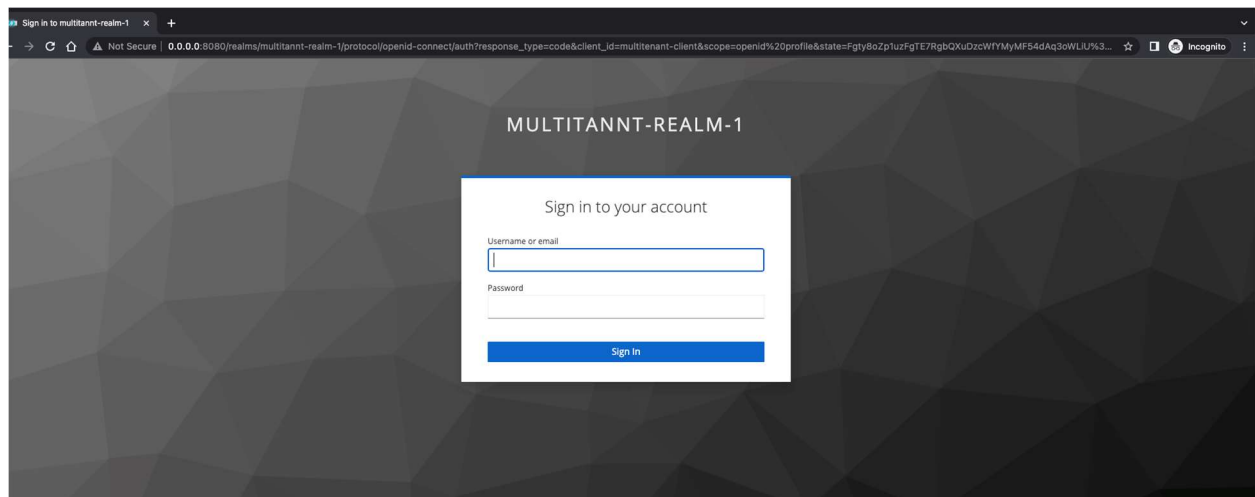 Sign in to multitannt-realm-1
Not Secure | 0.0.0.0:8080/realms/multitannt-realm-1/protocol/openid-connect/auth?response_type=code&client_id=multitenant-client&scope=openid%20profile&state=Fgty8oZp1uzFgTE7RgbQXuDzcWfYMyMF54dAq3oWLiU%3... Incognito
MULTITANNT-REALM-1
Sign in to your account
Username or email
Password
Sign In